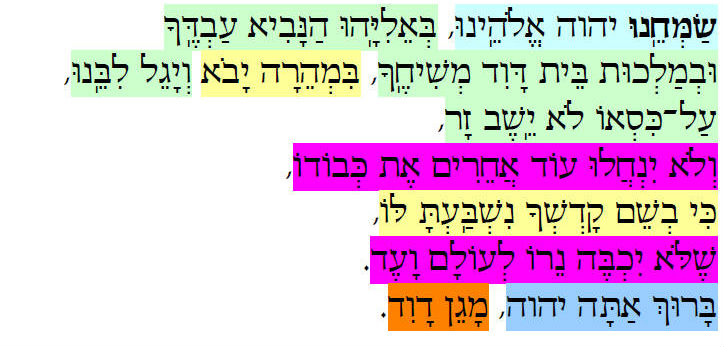 שַׂמְּחֵֽנוּ יהוה אֱלֹהֵֽינוּ, בְּאֵלִיָּֽהוּ הַנָּבִיא עַבְדֶּֽךָ
וּבְמַלְכוּת בֵּית דָּוִד מְשִׁיחֶֽךָ, בִּמְהֵרָה יָבֹא וְיָגֵל לִבֵּֽנוּ,
עַל־כִּסְאוֹ לֹא יֵֽשֶׁב זָר,
וְלֹא יִנְחֲלוּ עוֹד אֲחֵרִים אֶת כְּבוֹדוֹ,
כִּי בְשֵׁם קָדְשְׁךָ נִשְׁבַּֽעְתָּ לּוֹ,
שֶׁלֹּא יִכְבֶּה נֵרוֹ לְעוֹלָם וָעֶד.
בָּרוּךְ אַתָּה יהוה, מָגֵן דָּוִד.